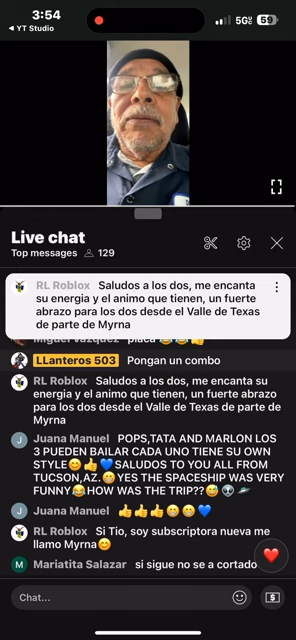 3:54
5G
59
◀ YT Studio
Live chat
Top messages 129
RL Roblox Saludos a los dos, me encanta
su energia y el animo que tienen, un fuerte
abrazo para los dos desde el Valle de Texas
de parte de Myrna
Miguel Vazquez placa 😂😂👍
LLanteros 503 Pongan un combo
RL Roblox Saludos a los dos, me encanta su
energia y el animo que tienen, un fuerte abrazo
para los dos desde el Valle de Texas de parte de
Myrna
Juana Manuel POPS,TATA AND MARLON LOS
3 PUEDEN BAILAR CADA UNO TIENE SU OWN
STYLE😊👍💙SALUDOS TO YOU ALL FROM
TUCSON,AZ.😁YES THE SPACESHIP WAS VERY
FUNNY😂HOW WAS THE TRIP??😅👽🛸
Juana Manuel 👍👍👍😁😁💙
RL Roblox Si Tio, soy subscriptora nueva me
llamo Myrna😊
J
J
M
Mariatita Salazar si sigue no se a cortado
Chat...